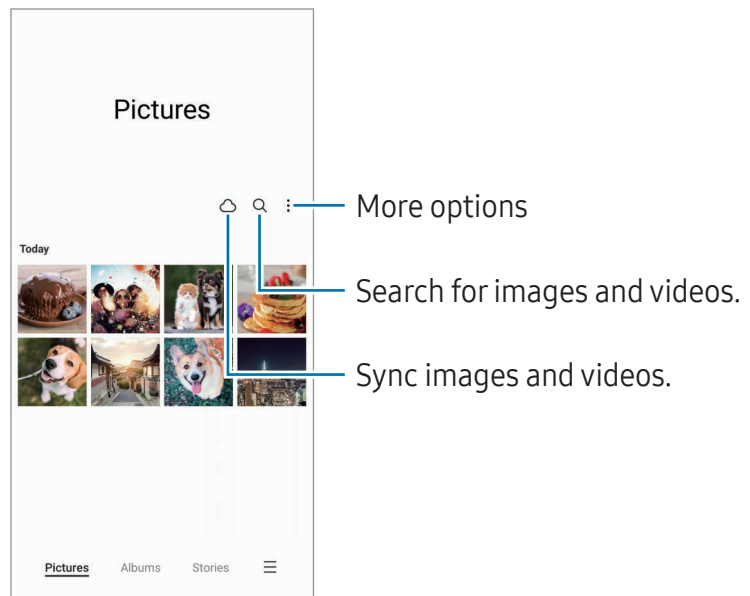 Pictures
More options
Today
Search for images and videos.
Sync images and videos.
Pictures Albums Stories